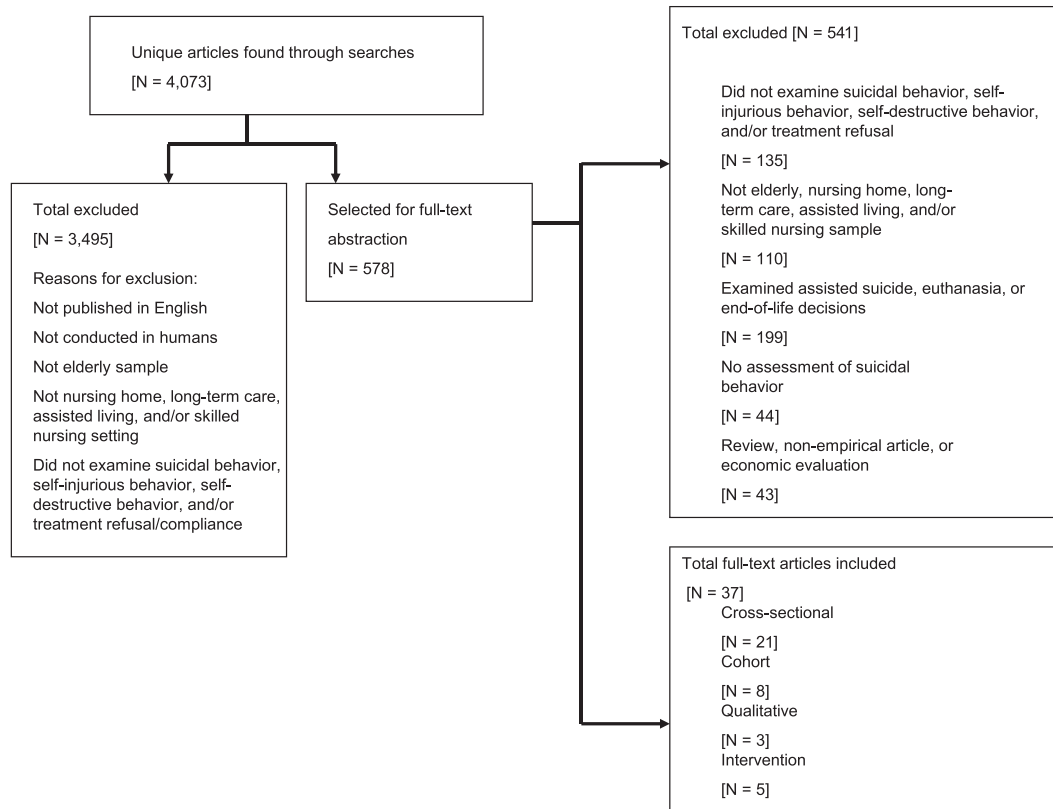 Unique articles found through searches
[N = 4,073]
Total excluded
[N = 3,495]
Reasons for exclusion:
Not published in English
Not conducted in humans
Not elderly sample
Not nursing home, long-term care,
assisted living, and/or skilled
nursing setting
Did not examine suicidal behavior,
self-injurious behavior, self-
destructive behavior, and/or
treatment refusal/compliance
Selected for full-text
abstraction
[N = 578]
Total excluded [N = 541]
Did not examine suicidal behavior, self-
injurious behavior, self-destructive behavior,
and/or treatment refusal
[N = 135]
Not elderly, nursing home, long-
term care, assisted living, and/or
skilled nursing sample
[N = 110]
Examined assisted suicide, euthanasia, or
end-of-life decisions
[N = 199]
No assessment of suicidal
behavior
[N = 44]
Review, non-empirical article, or
economic evaluation
[N = 43]
Total full-text articles included
[N = 37]
Cross-sectional
[N = 21]
Cohort
[N = 8]
Qualitative
[N = 3]
Intervention
[N = 5]